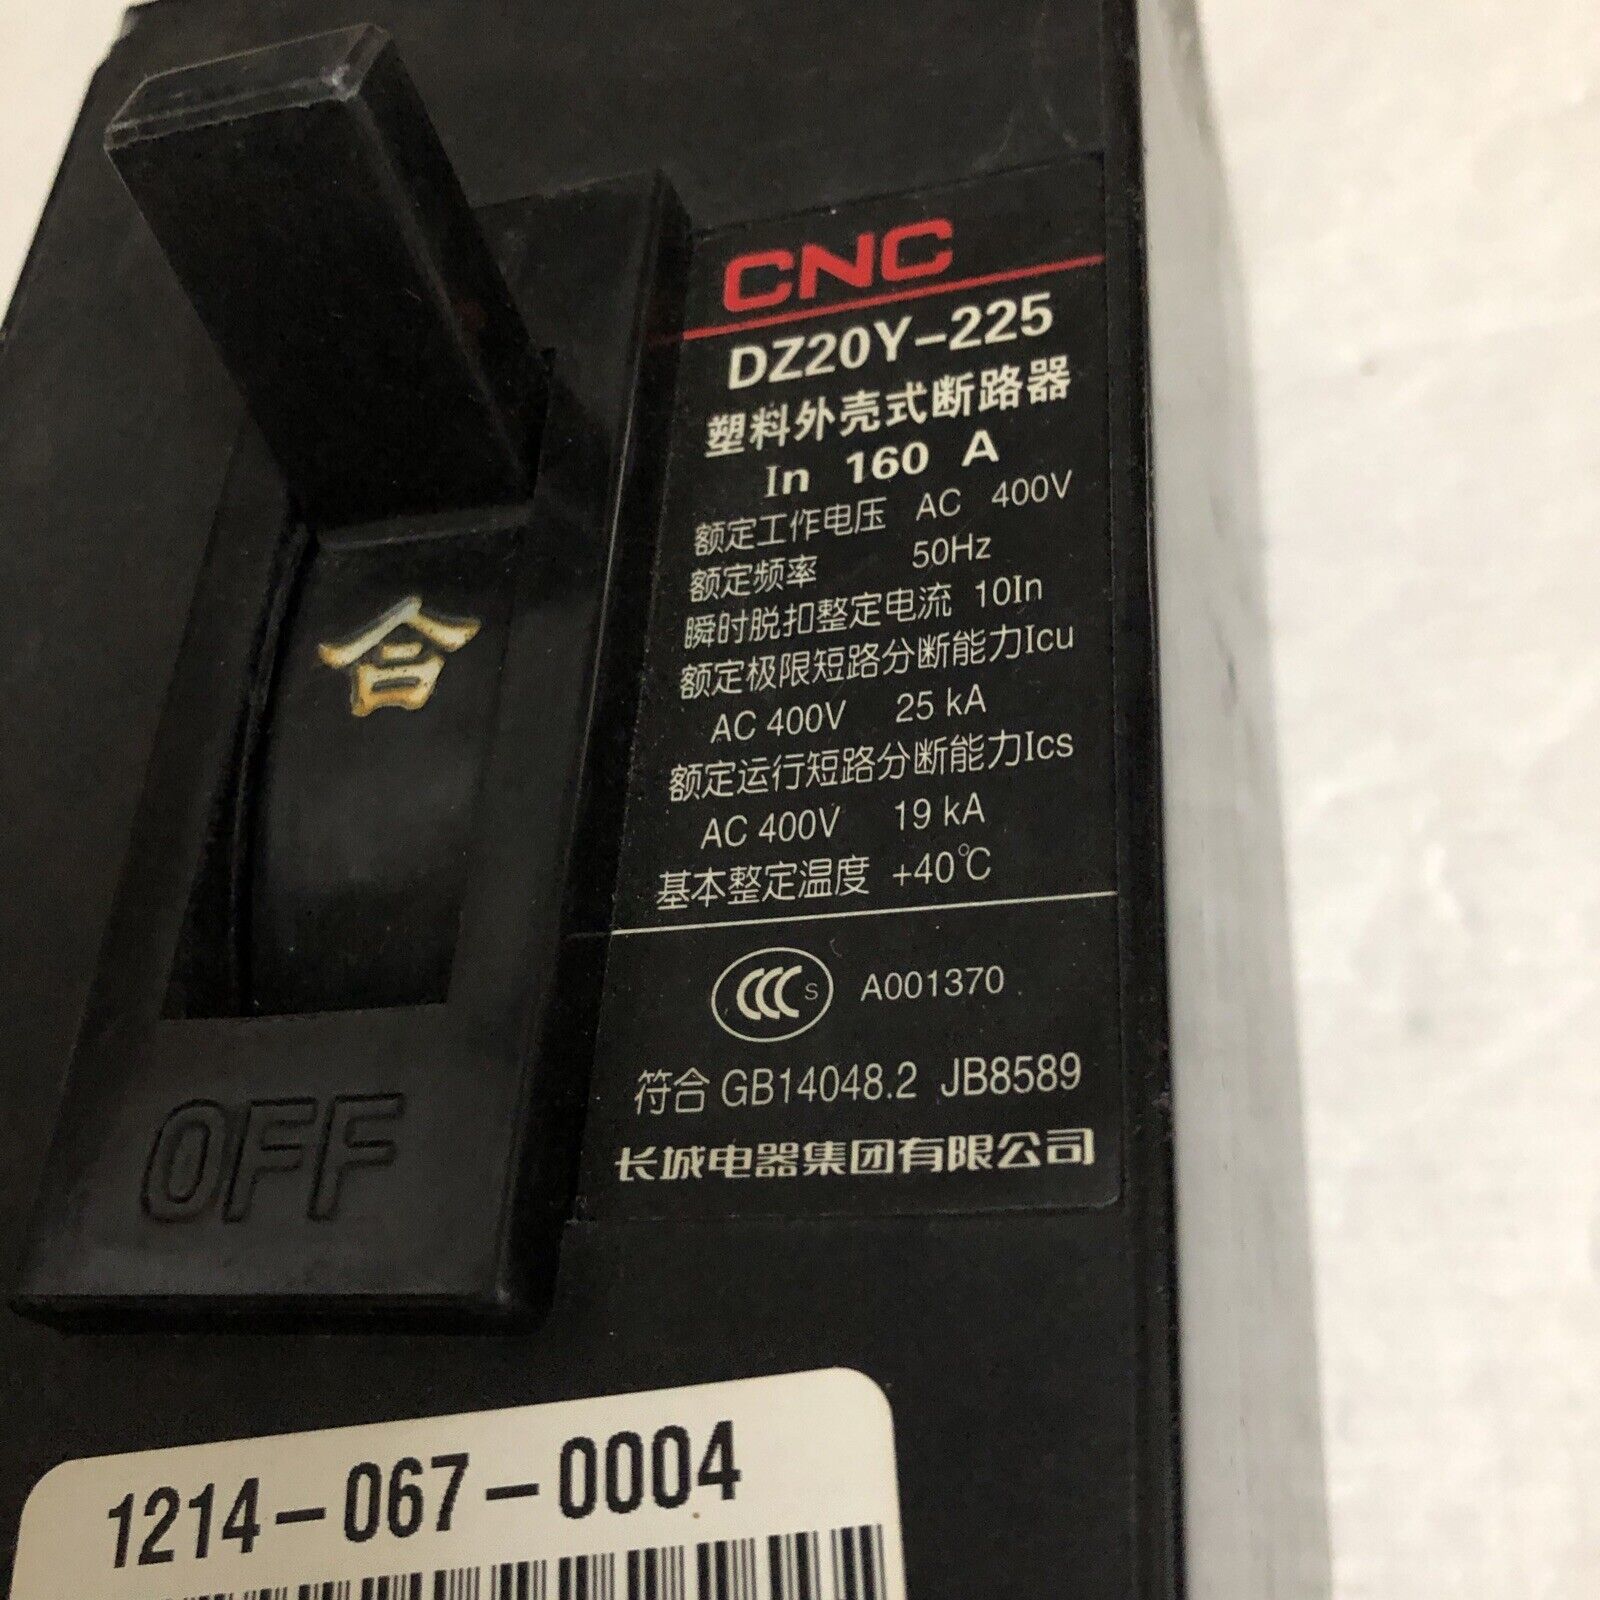 CNC
DZ20Y-225
塑料外壳式断路器
In 160 A
额定工作电压 AC 400V
额定频率 50Hz
瞬时脱扣整定电流 10In
额定极限短路分断能力Icu
AC 400V 25 kA
额定运行短路分断能力Ics
AC 400V 19 kA
基本整定温度 +40℃
CCC S A001370
符合 GB14048.2 JB8589
长城电器集团有限公司
合
OFF
1214-067-0004